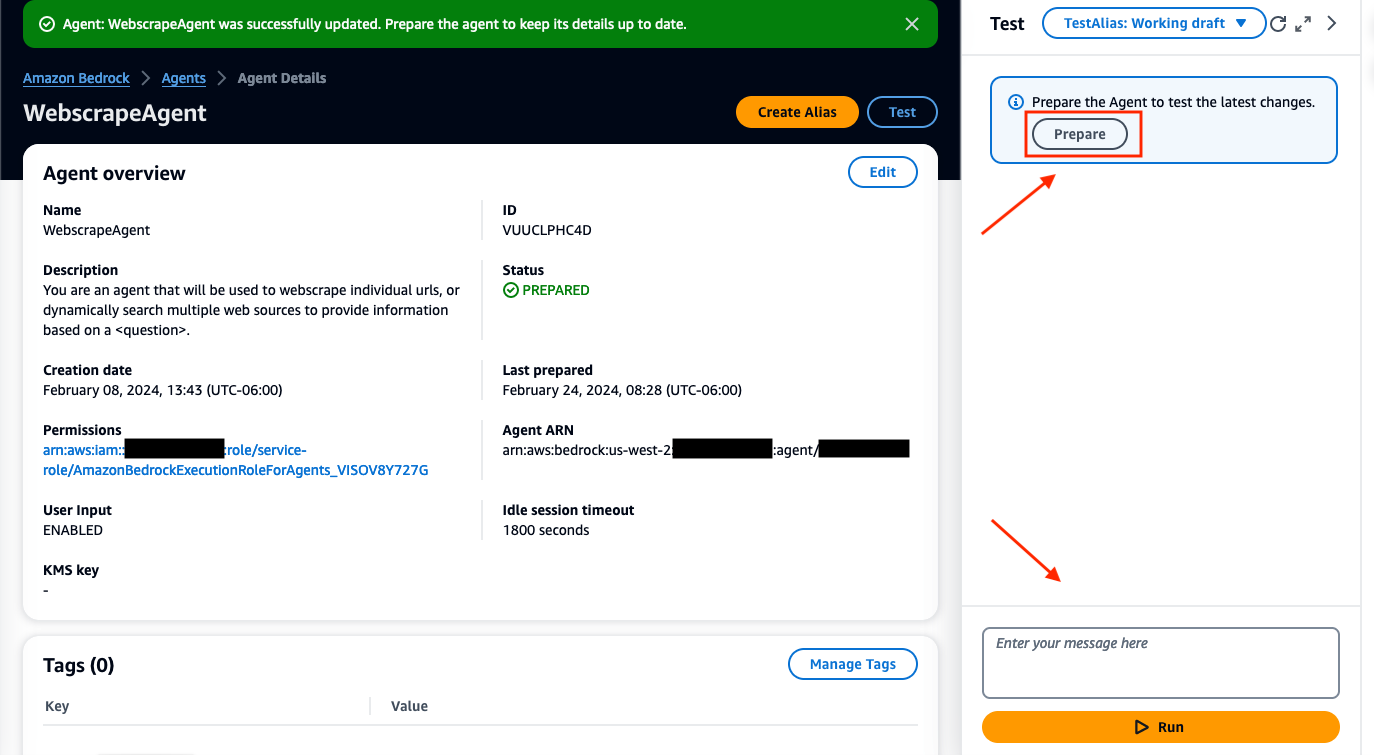 Agent: WebscrapeAgent was successfully updated. Prepare the agent to keep its details up to date.
Amazon Bedrock > Agents > Agent Details
WebscrapeAgent
Create Alias
Test
Agent overview
Edit
Name
WebscrapeAgent
ID
VUUCLPHC4D
Description
You are an agent that will be used to webscrape individual urls, or
dynamically search multiple web sources to provide information
based on a <question>.
Status
PREPARED
Creation date
February 08, 2024, 13:43 (UTC-06:00)
Last prepared
February 24, 2024, 08:28 (UTC-06:00)
Permissions
arn:aws:iam:: :role/service-
role/AmazonBedrockExecutionRoleForAgents_VISOV8Y727G
Agent ARN
arn:aws:bedrock:us-west-2: :agent/
User Input
ENABLED
Idle session timeout
1800 seconds
KMS key
-
Tags (0)
Manage Tags
Key
Value
Test
TestAlias: Working draft
Prepare the Agent to test the latest changes.
Prepare
Enter your message here
Run